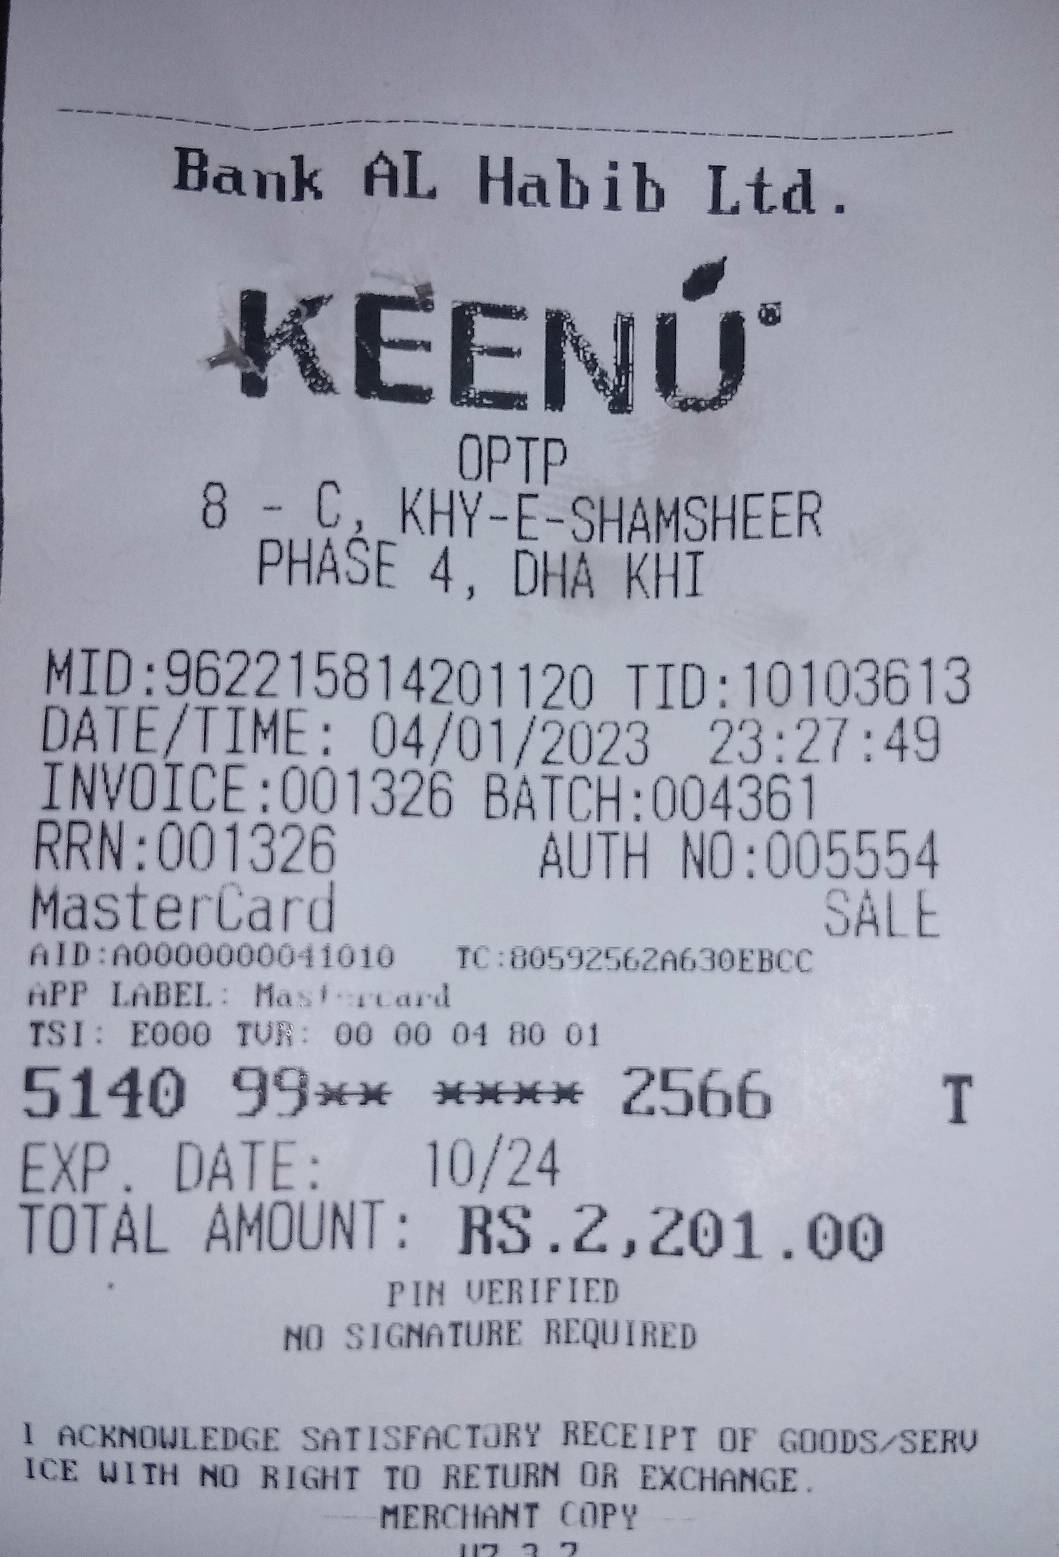 Bank AL Habib Ltd.
KEENU®
OPTP
8 - C, KHY-E-SHAMSHEER
PHASE 4, DHA KHI
MID:962215814201120 TID:10103613
DATE/TIME: 04/01/2023 23:27:49
INVOICE:001326 BATCH:004361
RRN:001326 AUTH NO:005554
MasterCard SALE
AID:A0000000041010 TC:80592562A630EBCC
APP LABEL: Mastercard
TSI: E000 TVR: 00 00 04 80 01
5140 99** **** 2566 T
EXP. DATE: 10/24
TOTAL AMOUNT: RS.2,201.00
PIN VERIFIED
NO SIGNATURE REQUIRED
I ACKNOWLEDGE SATISFACTORY RECEIPT OF GOODS/SERV
ICE WITH NO RIGHT TO RETURN OR EXCHANGE.
MERCHANT COPY